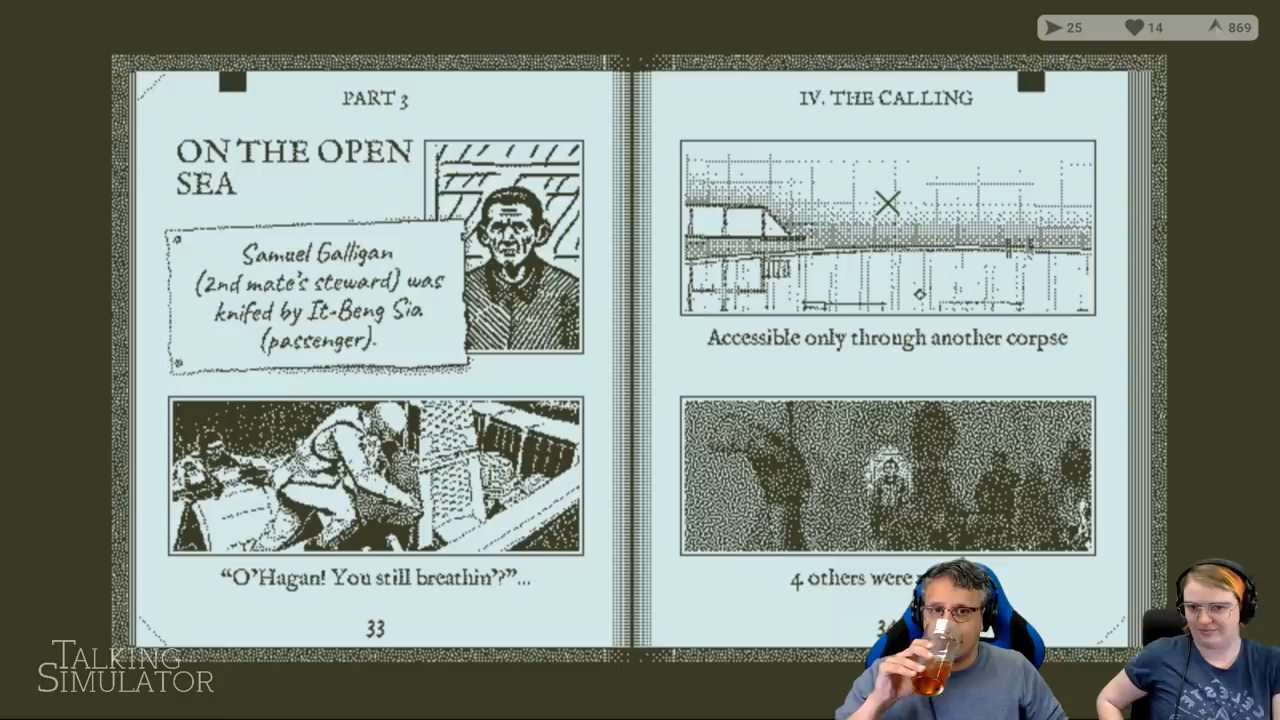 25
14
869
PART 3
ON THE OPEN
SEA
Samuel Galligan
(2nd mate's steward) was
knifed by It-Beng Sia
(passenger).
"O'Hagan! You still breathin'?"...
33
IV. THE CALLING
Accessible only through another corpse
4 others were
TALKING
SIMULATOR
CELESTE